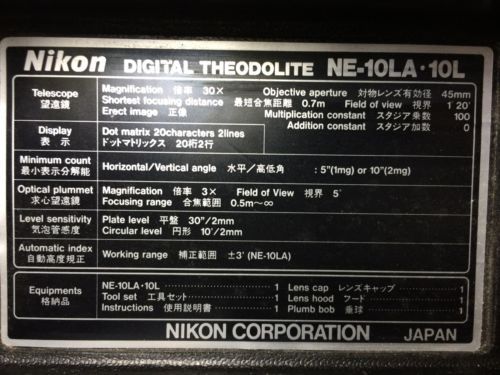 Nikon DIGITAL THEODOLITE NE-10LA·10L
Telescope 望遠鏡
Magnification 倍率 30× Objective aperture 対物レンズ有効径 45mm
Shortest focusing distance 最短合焦距離 0.7m Field of view 視界 1°20'
Erect image 正像 Multiplication constant スタジア乗数 100
Addition constant スタジア加数 0
Display 表示
Dot matrix 20characters 2lines
ドットマトリックス 20桁2行
Minimum count 最小表示分解能
Horizontal/Vertical angle 水平/高低角 : 5"(1mg) or 10"(2mg)
Optical plummet 求心望遠鏡
Magnification 倍率 3× Field of View 視界 5°
Focusing range 合焦範囲 0.5m~∞
Level sensitivity 気泡管感度
Plate level 平盤 30"/2mm
Circular level 円形 10'/2mm
Automatic index 自動高度規正
Working range 補正範囲 ±3' (NE-10LA)
Equipments 格納品
NE-10LA·10L 1 Lens cap レンズキャップ 1
Tool set 工具セット 1 Lens hood フード 1
Instructions 使用説明書 1 Plumb bob 垂球 1
NIKON CORPORATION JAPAN